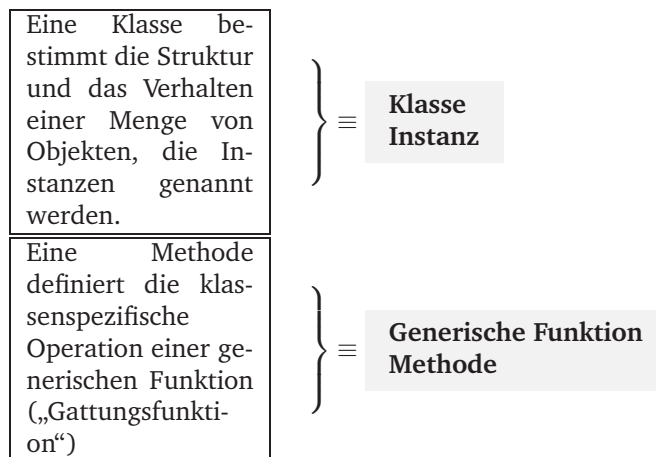 Eine Klasse be-
stimmt die Struktur
und das Verhalten
einer Menge von
Objekten, die In-
stanzen genannt
werden.
} ≡
Klasse
Instanz
Eine Methode
definiert die klas-
senspezifische
Operation einer ge-
nerischen Funktion
(„Gattungsfunkti-
on“)
} ≡
Generische Funktion
Methode